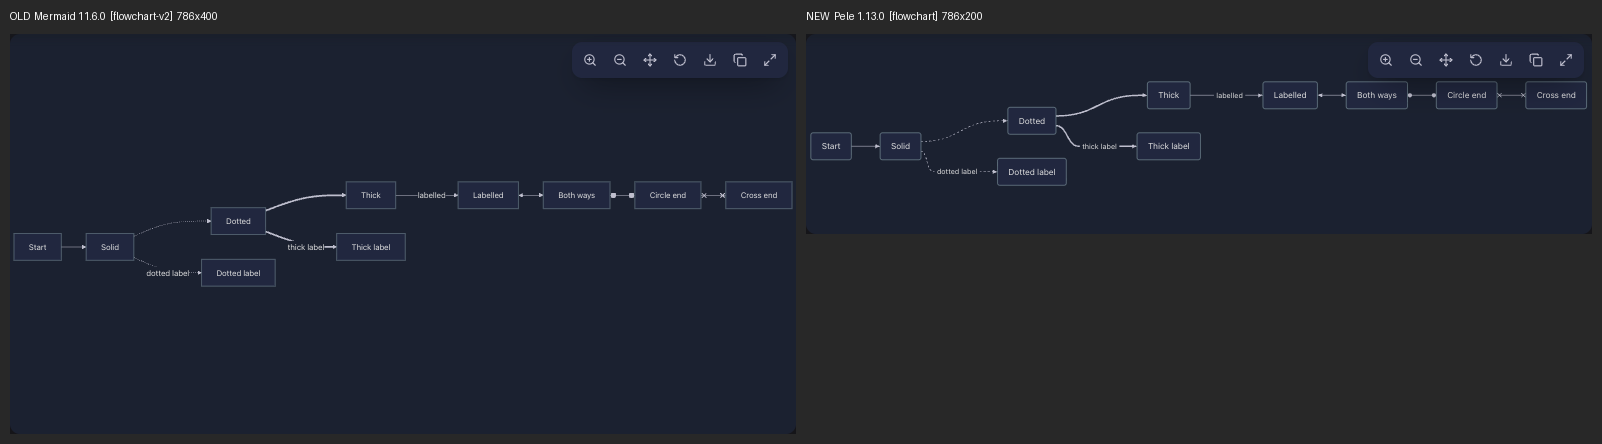 OLD Mermaid 11.6.0 [flowchart-v2] 786x400
Thick
labelled
Labelled
Both ways
Circle end
Cross end
Dotted
Start
Solid
thick label
Thick label
dotted label
Dotted label
NEW Pele 1.13.0 [flowchart] 786x200
Thick
labelled
Labelled
Both ways
Circle end
Cross end
Dotted
Start
Solid
thick label
Thick label
dotted label
Dotted label